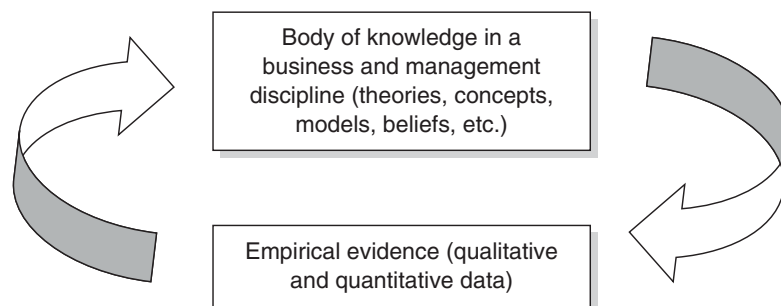 Body of knowledge in a
business and management
discipline (theories, concepts,
models, beliefs, etc.)
Empirical evidence (qualitative
and quantitative data)